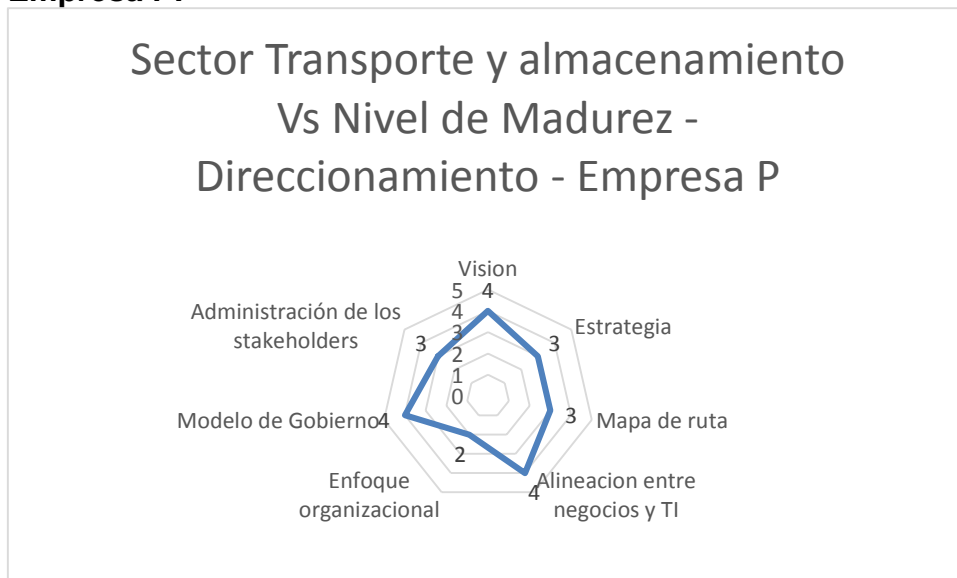 Sector Transporte y almacenamiento
Vs Nivel de Madurez -
Direccionamiento - Empresa P
Vision
5
4
4
Administración de los
stakeholders
3
3
2
1
0
3
Estrategia
Modelo de Gobierno
4
3
Mapa de ruta
2
Enfoque
organizacional
4
Alineacion entre
negocios y TI